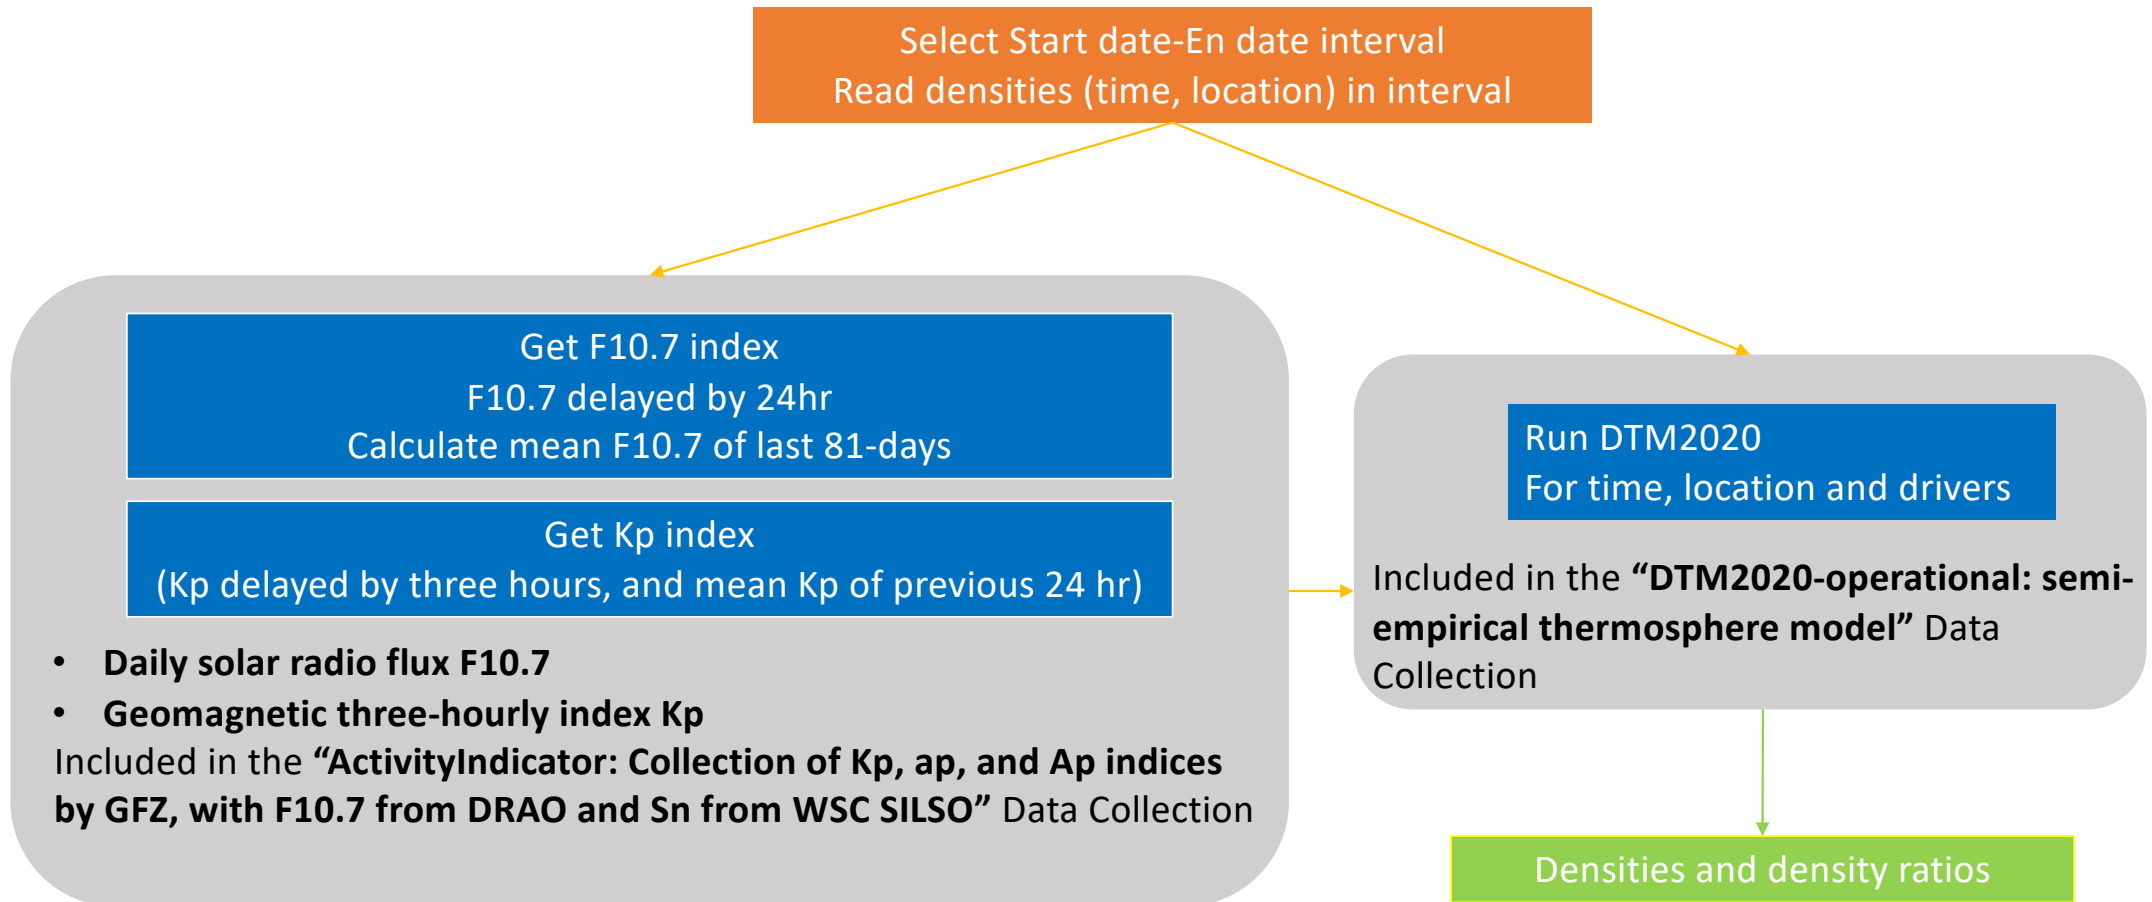 Select Start date-En date interval
Read densities (time, location) in interval
Get F10.7 index
F10.7 delayed by 24hr
Calculate mean F10.7 of last 81-days
Get Kp index
(Kp delayed by three hours, and mean Kp of previous 24 hr)
• Daily solar radio flux F10.7
• Geomagnetic three-hourly index Kp
Included in the “ActivityIndicator: Collection of Kp, ap, and Ap indices
by GFZ, with F10.7 from DRAO and Sn from WSC SILSO” Data Collection
Run DTM2020
For time, location and drivers
Included in the “DTM2020-operational: semi-
empirical thermosphere model” Data
Collection
Densities and density ratios